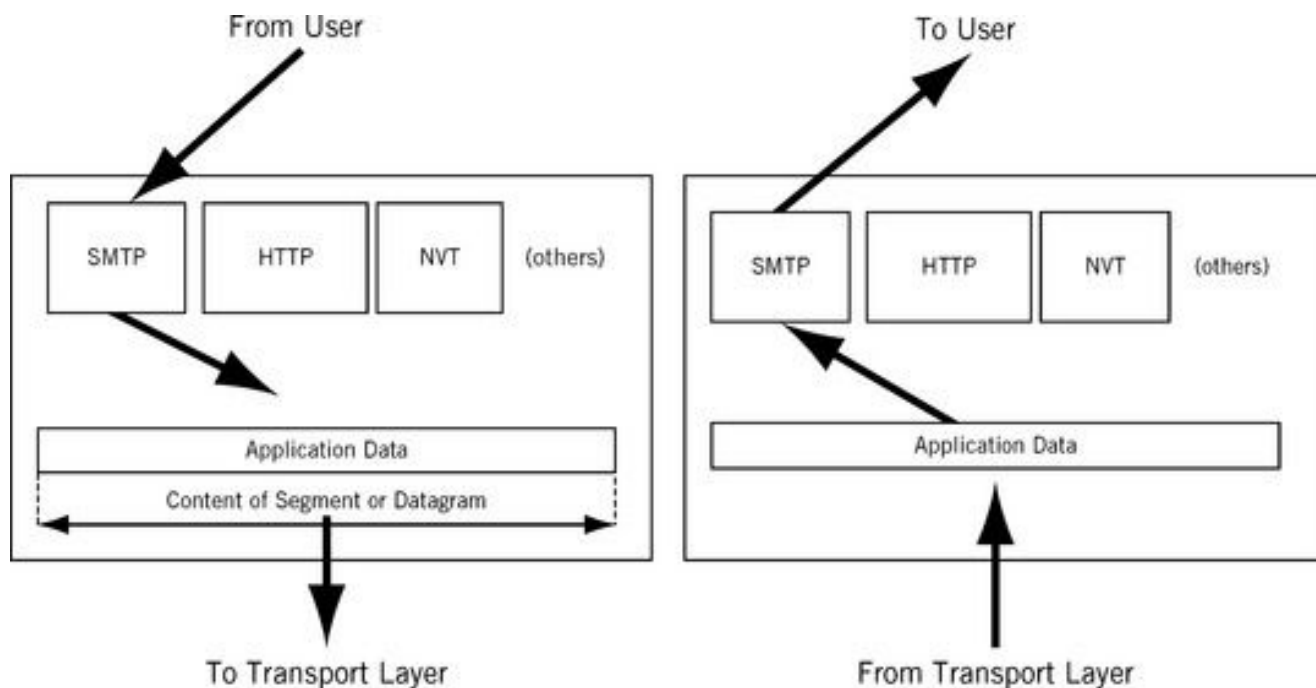 From User
SMTP
HTTP
NVT
(others)
Application Data
Content of Segment or Datagram
To Transport Layer
To User
SMTP
HTTP
NVT
(others)
Application Data
From Transport Layer